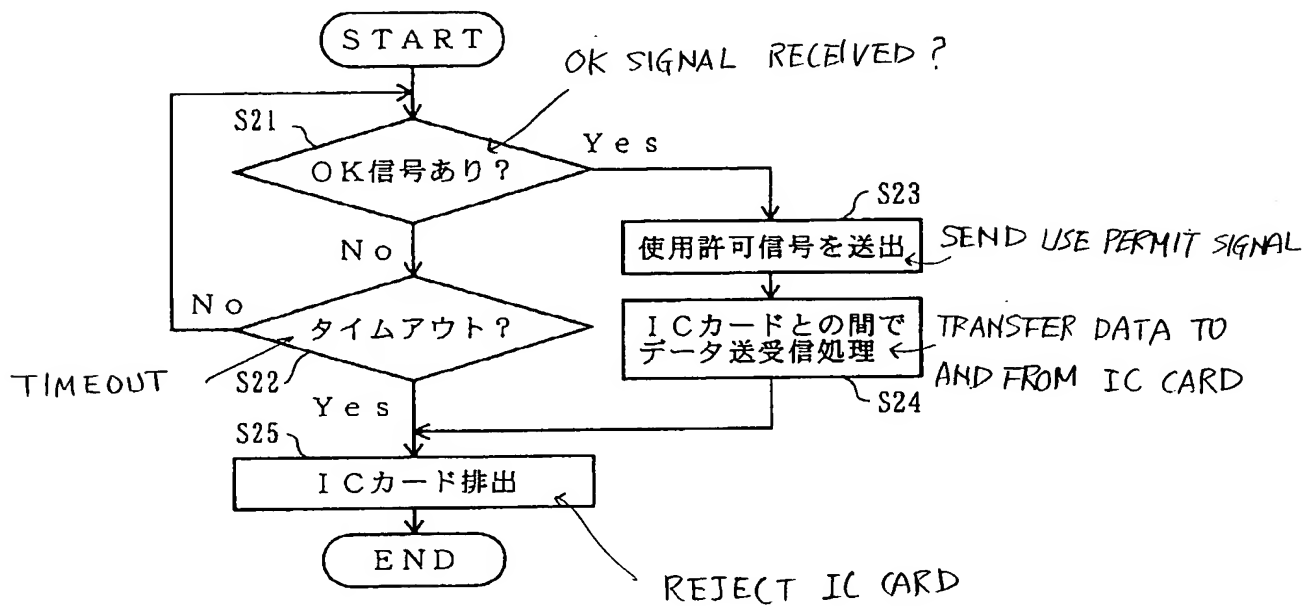 START
OK SIGNAL RECEIVED?
S21
OK信号あり?
Yes
S23
使用許可信号を送出
SEND USE PERMIT SIGNAL
No
No
タイムアウト?
TIMEOUT
S22
ICカードとの間で
データ送受信処理
TRANSFER DATA TO
AND FROM IC CARD
S24
Yes
S25
ICカード排出
END
REJECT IC CARD